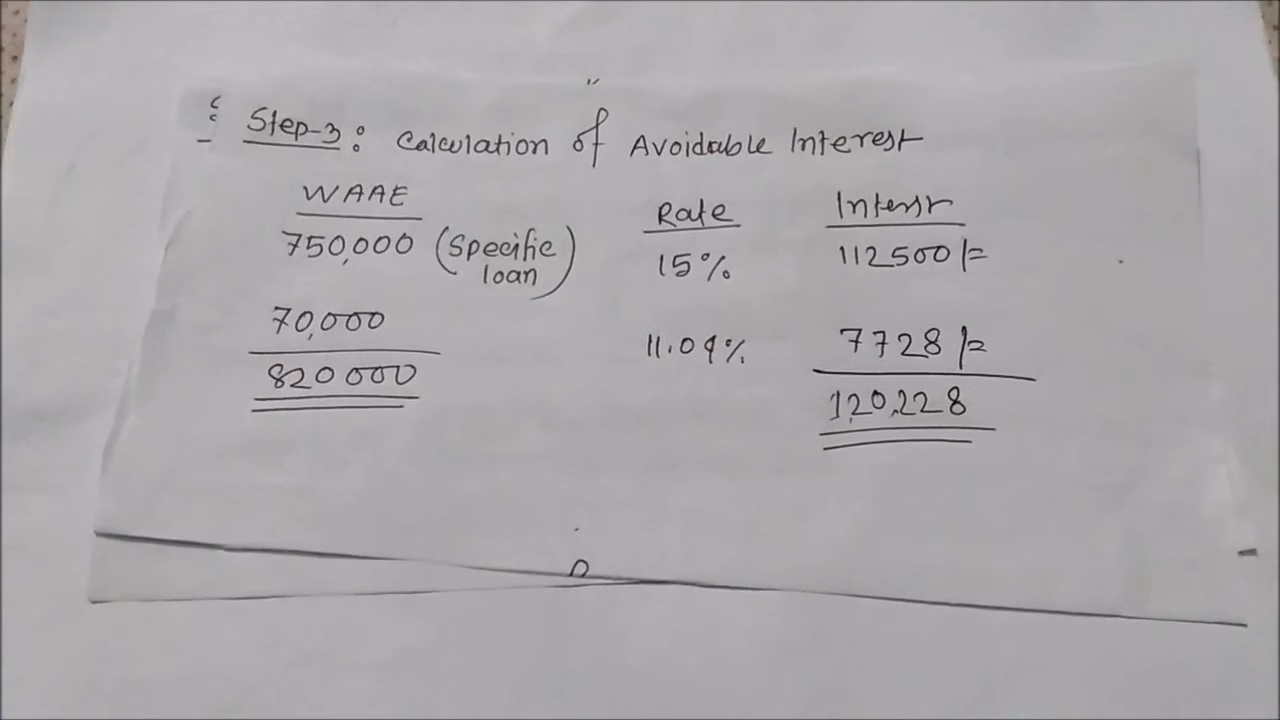 Step-3: Calculation of Avoidable Interest
WAAE Rate Interst
750,000 (Specific loan) 15% 112500/=
70,000 11.04% 7728/=
820000 120,228